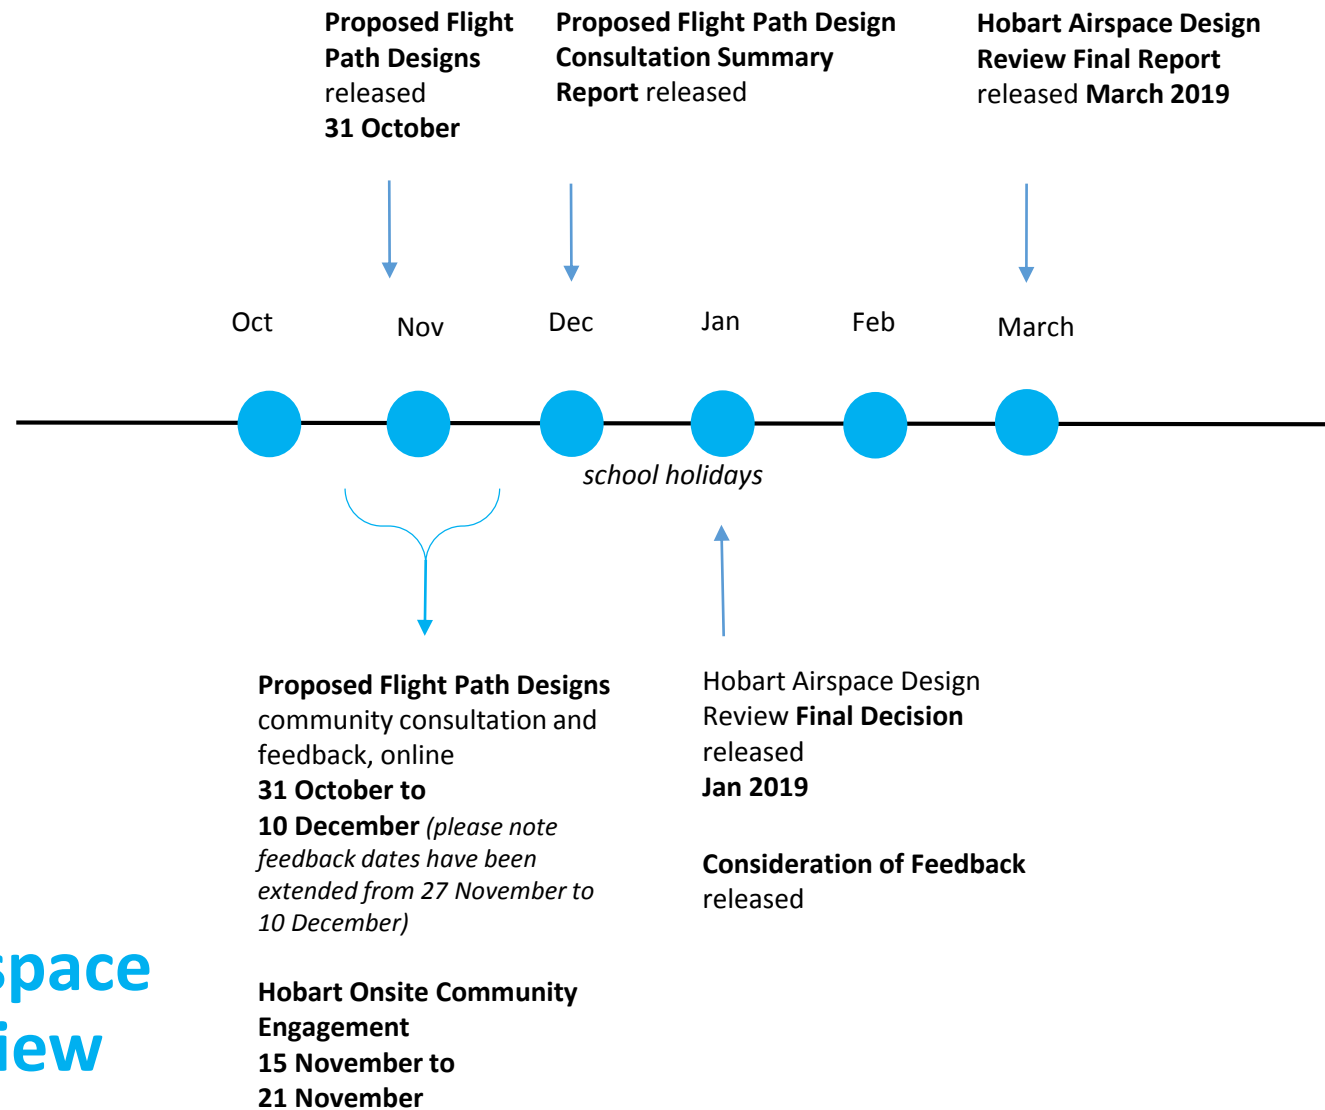 Proposed Flight
Path Designs
released
31 October
Proposed Flight Path Design
Consultation Summary
Report released
Hobart Airspace Design
Review Final Report
released March 2019
Oct
Nov
Dec
Jan
Feb
March
school holidays
Proposed Flight Path Designs
community consultation and
feedback, online
31 October to
10 December (please note
feedback dates have been
extended from 27 November to
10 December)
Hobart Onsite Community
Engagement
15 November to
21 November
Hobart Airspace Design
Review Final Decision
released
Jan 2019
Consideration of Feedback
released
space
iew